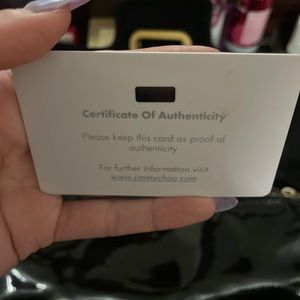 Certificate Of Authenticity
Please keep this card as proof of
authenticity
For further information visit
www.jimmychoo.com